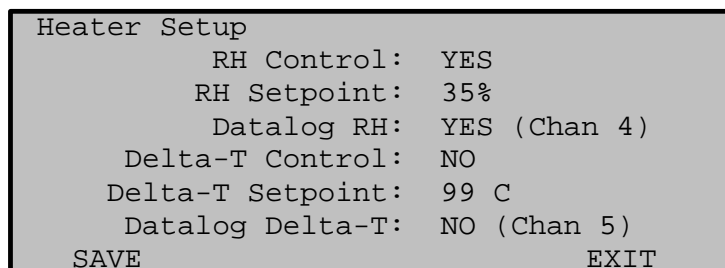 Heater Setup
RH Control: YES
RH Setpoint: 35%
Datalog RH: YES (Chan 4)
Delta-T Control: NO
Delta-T Setpoint: 99 C
Datalog Delta-T: NO (Chan 5)
SAVE EXIT